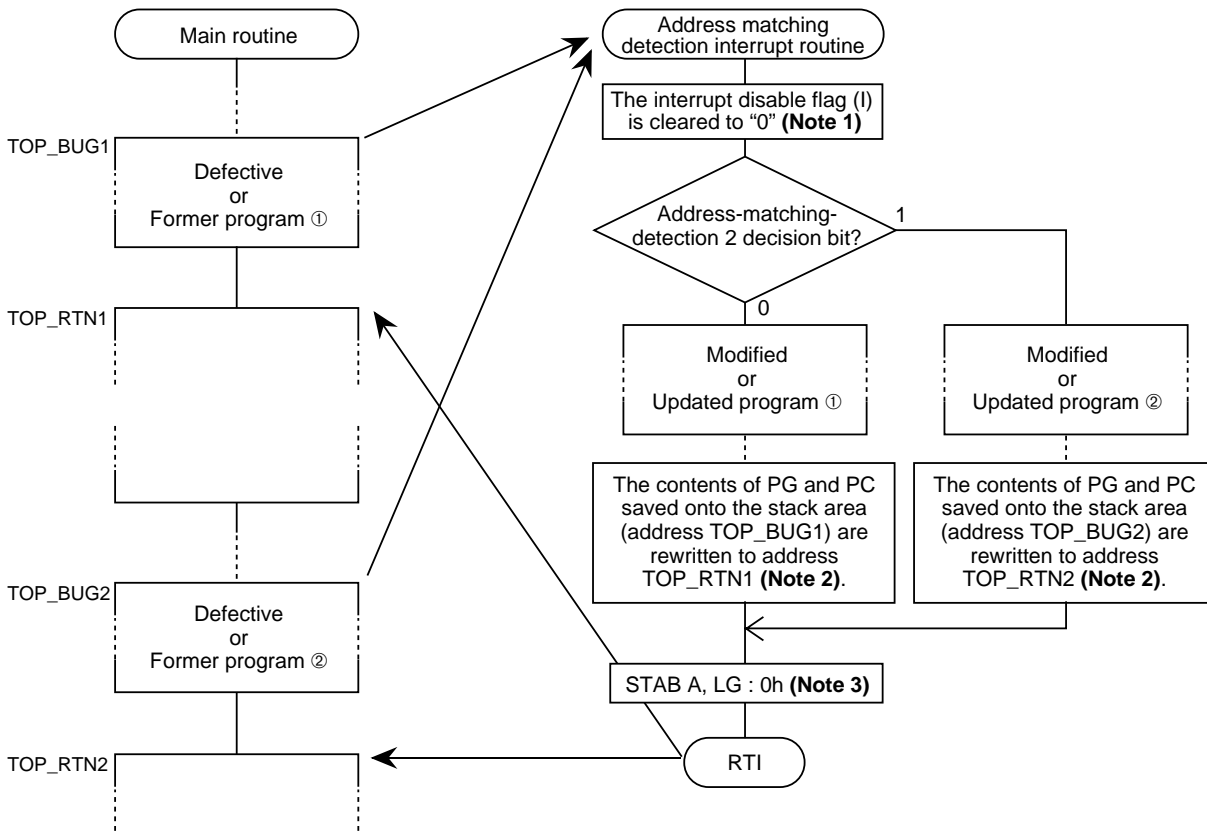 Main routine
TOP_BUG1
Defective
or
Former program ①
TOP_RTN1
TOP_BUG2
Defective
or
Former program ②
TOP_RTN2
Address matching
detection interrupt routine
The interrupt disable flag (I)
is cleared to “0” (Note 1)
Address-matching-
detection 2 decision bit?
1
0
Modified
or
Updated program ①
Modified
or
Updated program ②
The contents of PG and PC
saved onto the stack area
(address TOP_BUG1) are
rewritten to address
TOP_RTN1 (Note 2).
The contents of PG and PC
saved onto the stack area
(address TOP_BUG2) are
rewritten to address
TOP_RTN2 (Note 2).
STAB A, LG : 0h (Note 3)
RTI